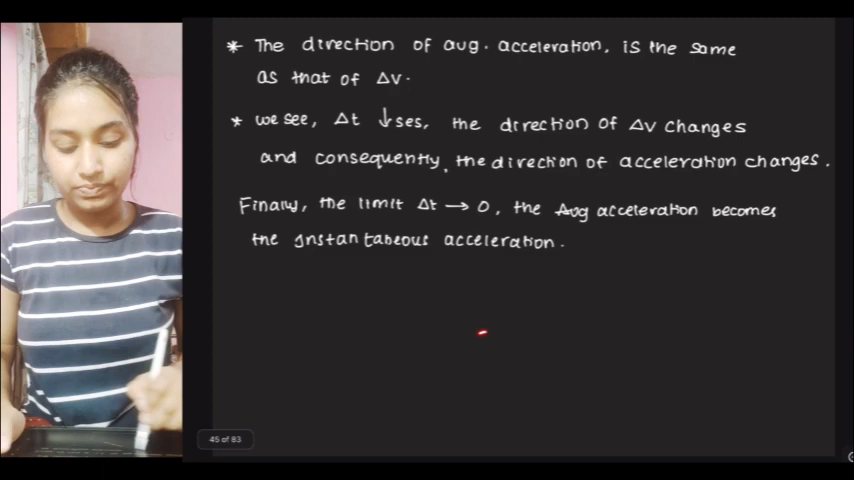 * The direction of avg. acceleration, is the same
as that of Δv.
* we see, Δt ↓ses, the direction of Δv changes
and consequently, the direction of acceleration changes.
Finally, the limit Δt → 0, the Avg acceleration becomes
the Instantaneous acceleration.
45 of 83